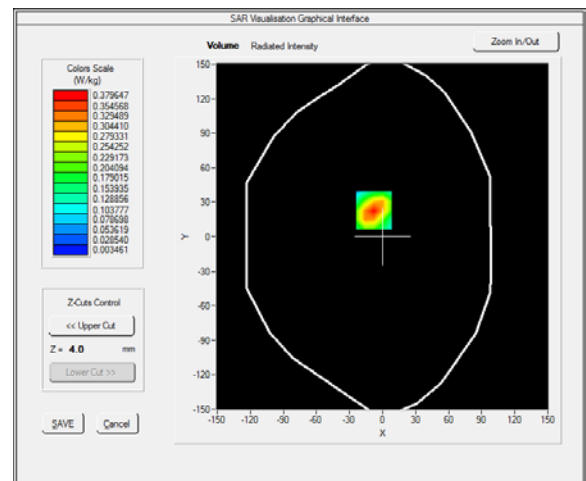 SAR Visualisation Graphical Interface
Volume Radiated Intensity
Zoom In/Out
Colors Scale
(W/kg)
0.379647
0.354568
0.329489
0.304410
0.279331
0.254252
0.229173
0.204094
0.179015
0.153935
0.128856
0.103777
0.078698
0.053619
0.028540
0.003461
Z-Cuts Control
<< Upper Cut
Z = 4.0 mm
Lower Cut >>
SAVE Cancel
150
120
90
60
30
0
-30
-60
-90
-120
-150
Y
-150 -120 -90 -60 -30 0 30 60 90 120 150
X